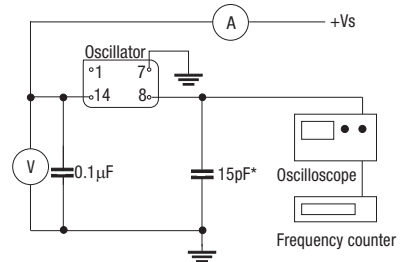 A
+Vs
Oscillator
1 7
14 8
V
0.1μF
15pF*
Oscilloscope
Frequency counter